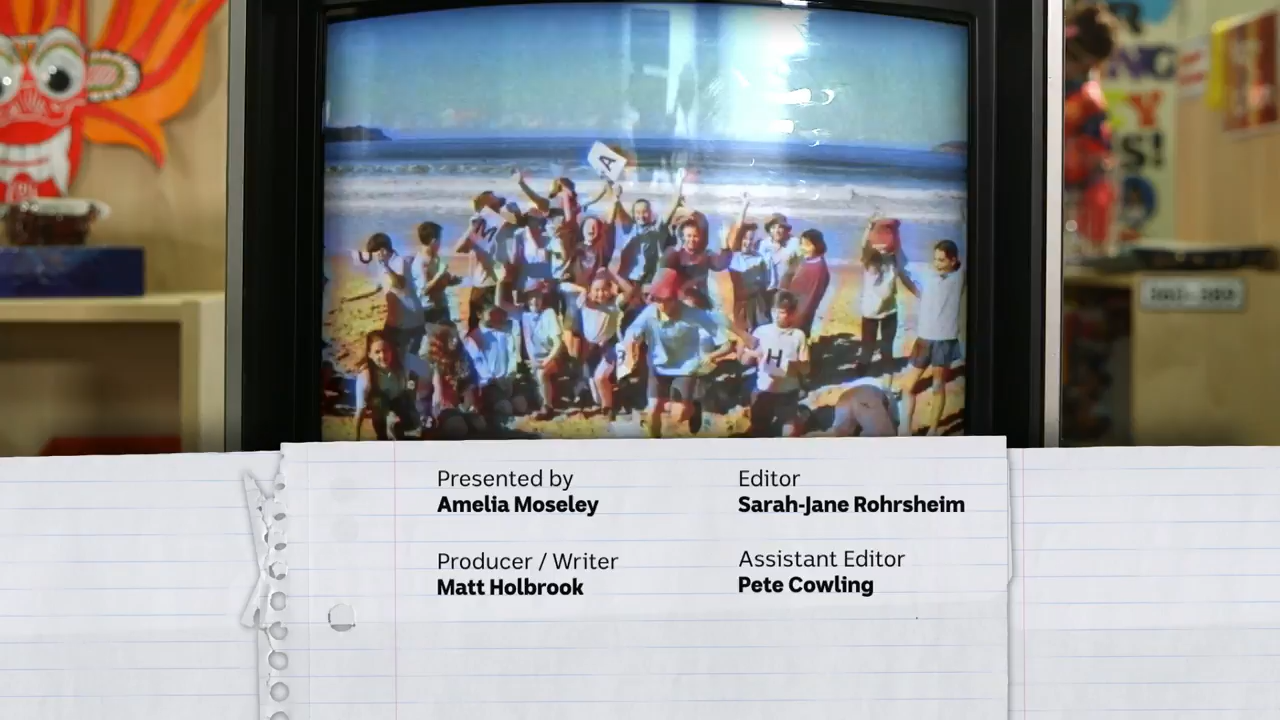 A
M
H
Presented by
Amelia Moseley
Producer / Writer
Matt Holbrook
Editor
Sarah-Jane Rohrsheim
Assistant Editor
Pete Cowling